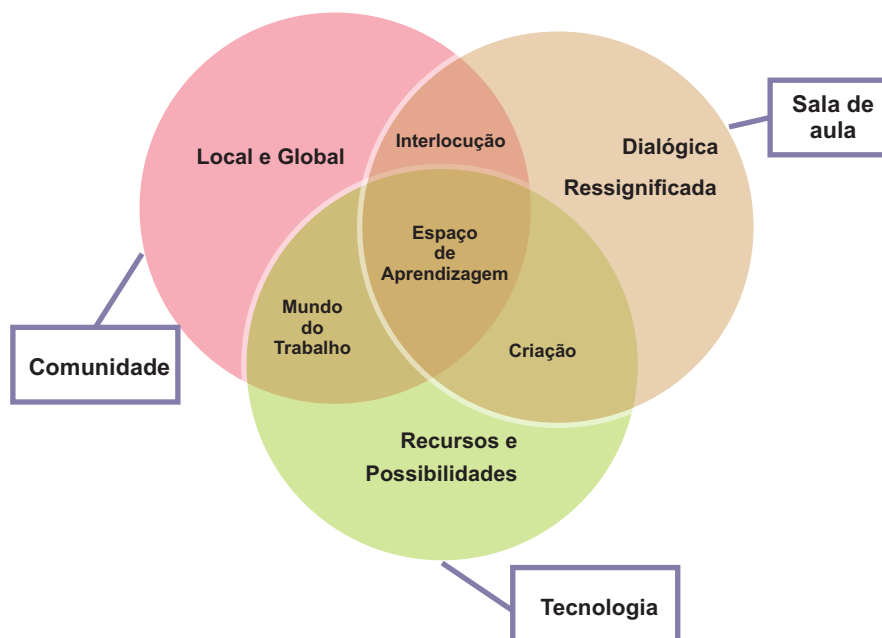 Sala de
aula
Local e Global
Interlocução
Dialógica
Ressignificada
Espaço
de
Aprendizagem
Mundo
do
Trabalho
Criação
Comunidade
Recursos e
Possibilidades
Tecnologia